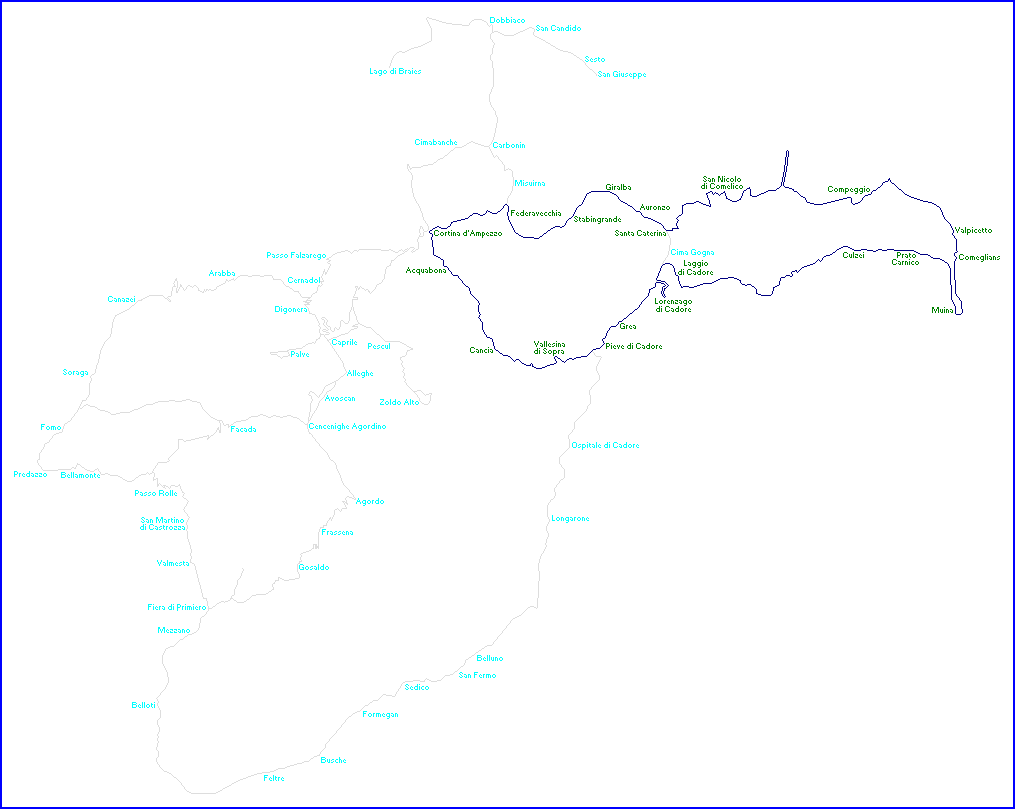 Dobbiaco
San Candido
Sesto
Lago di Braies
San Giuseppe
Cimabanche
Carbonin
Misurina
San Nicolo
di Comelico
Giralba
Compeggio
Auronzo
Federavecchia
Stabingrande
Cortina d'Ampezzo
Santa Caterina
Valpicetto
Cima Gogna
Passo Falzarego
Culzei
Prato
Carnico
Comeglians
Laggio
di Cadore
Acquabona
Arabba
Cernadoi
Canazei
Lorenzago
di Cadore
Digonera
Muina
Grea
Caprile
Pescul
Vallesina
di Sopra
Pieve di Cadore
Cancia
Palve
Soraga
Alleghe
Avoscan
Zoldo Alto
Forno
Facada
Cencenighe Agordino
Ospitale di Cadore
Predazzo
Bellamonte
Passo Rolle
Agordo
San Martino
di Castrozza
Longarone
Frassena
Valmesta
Gosaldo
Fiera di Primiero
Mezzano
Belluno
San Fermo
Sedico
Belloti
Formegan
Busche
Feltre